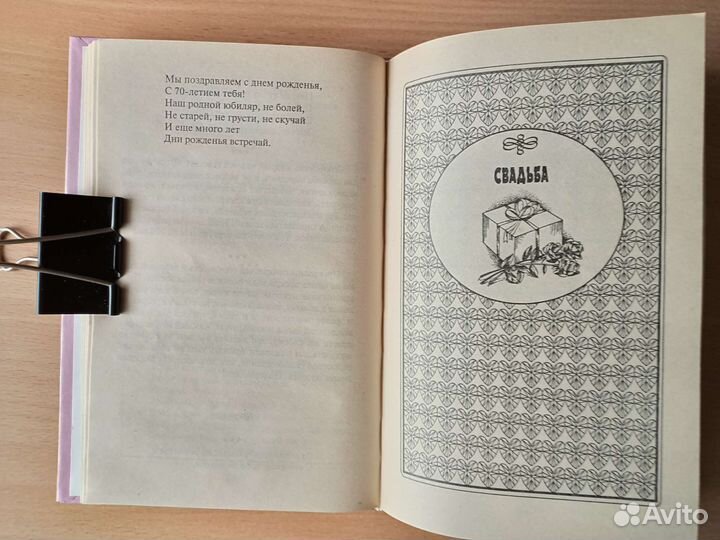 Мы поздравляем с днем рожденья,
С 70-летием тебя!
Наш родной юбиляр, не болей,
Не старей, не грусти, не скучай
И еще много лет
Дни рожденья встречай.
СВАДЬБА
Avito